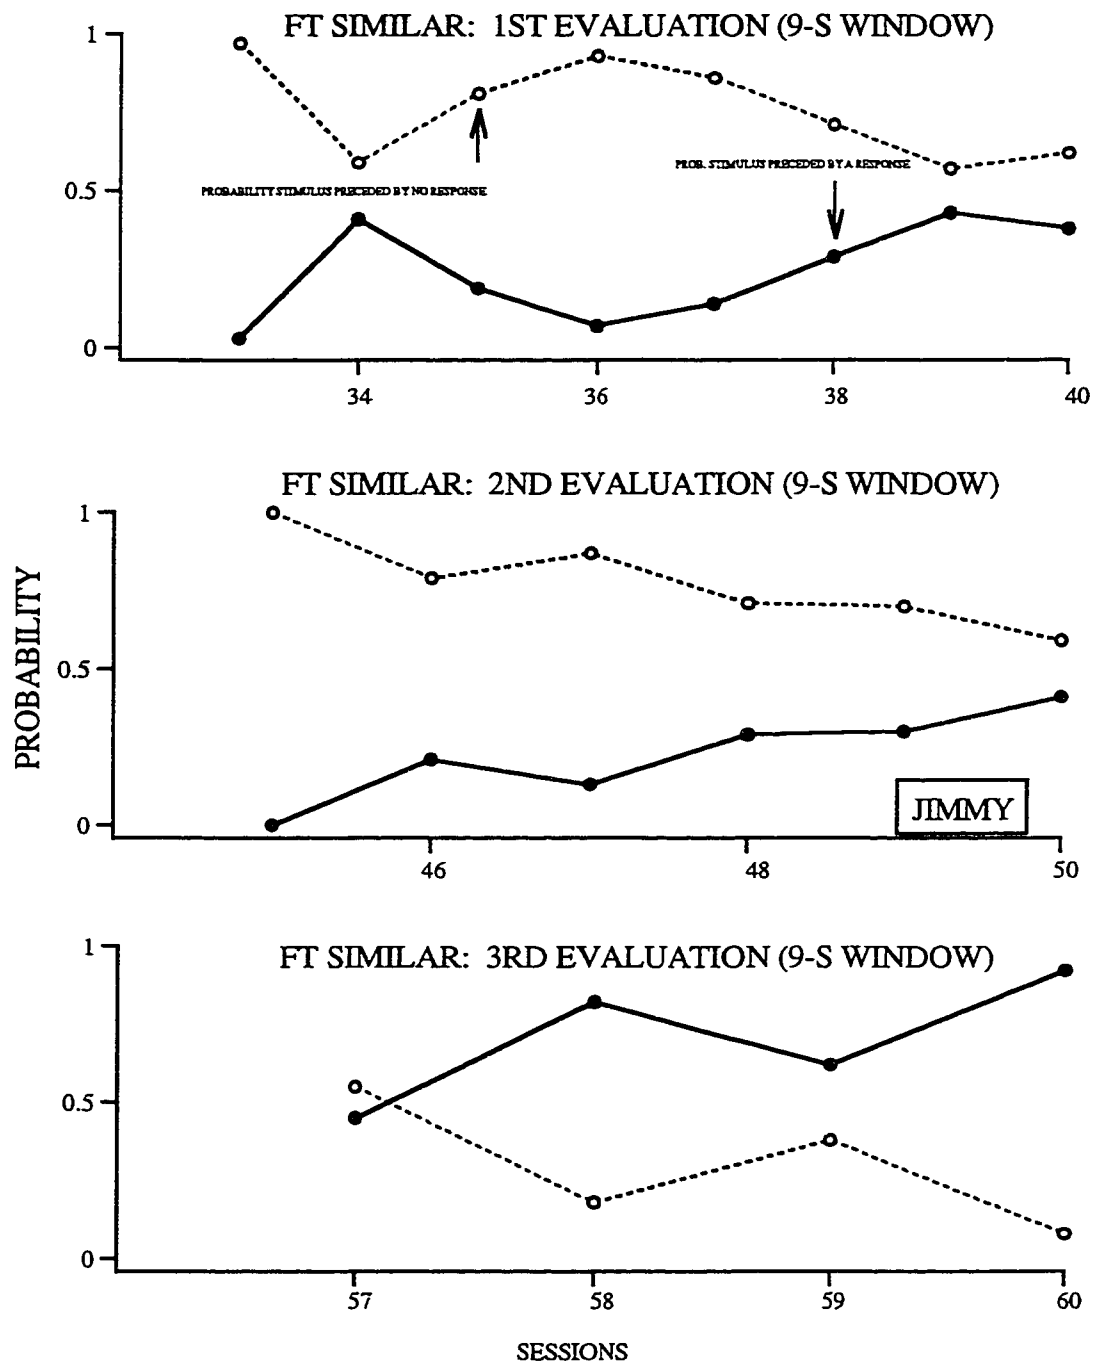 FT SIMILAR: 1ST EVALUATION (9-S WINDOW)
1
PROB. STIMULUS PRECEDED BY A RESPONSE
0.5
PROBABILITY STIMULUS PRECEDED BY NO RESPONSE
0
34 36 38 40
FT SIMILAR: 2ND EVALUATION (9-S WINDOW)
1
PROBABILITY
0.5
JIMMY
0
46 48 50
FT SIMILAR: 3RD EVALUATION (9-S WINDOW)
1
0.5
0
57 58 59 60
SESSIONS